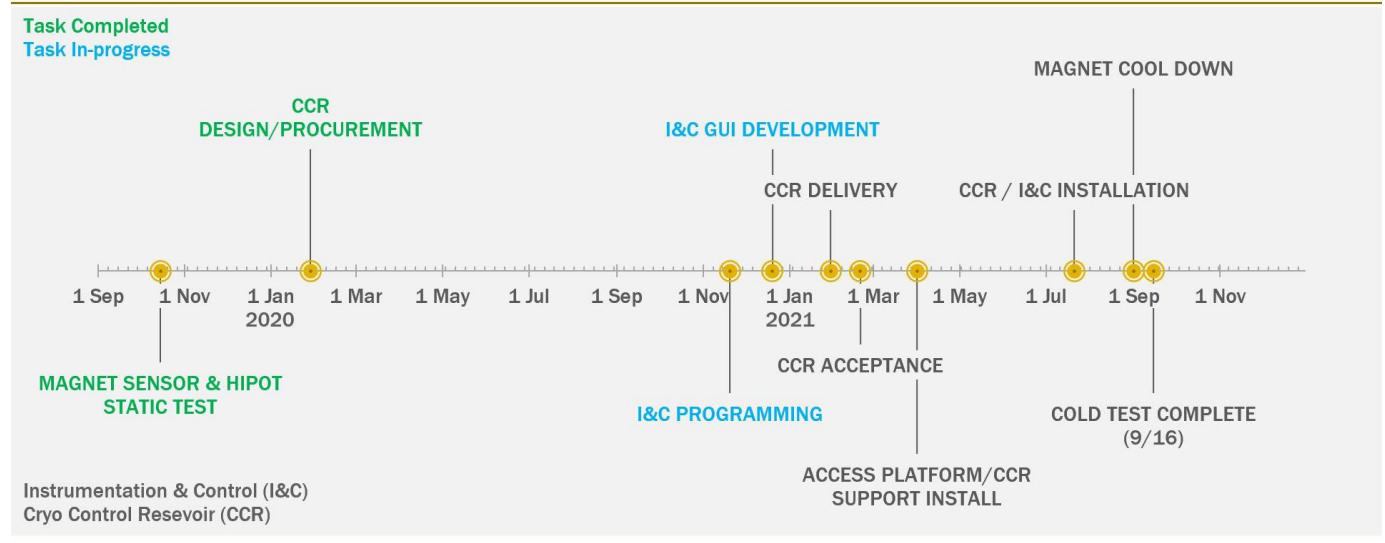 Task Completed
Task In-progress
MAGNET COOL DOWN
CCR
DESIGN/PROCUREMENT
I&C GUI DEVELOPMENT
CCR DELIVERY
CCR / I&C INSTALLATION
1 Sep 1 Nov 1 Jan 1 Mar 1 May 1 Jul 1 Sep 1 Nov 1 Jan 1 Mar 1 May 1 Jul 1 Sep 1 Nov
2020 2021
CCR ACCEPTANCE
MAGNET SENSOR & HIPOT
STATIC TEST
I&C PROGRAMMING
COLD TEST COMPLETE
(9/16)
ACCESS PLATFORM/CCR
SUPPORT INSTALL
Instrumentation & Control (I&C)
Cryo Control Resevoir (CCR)